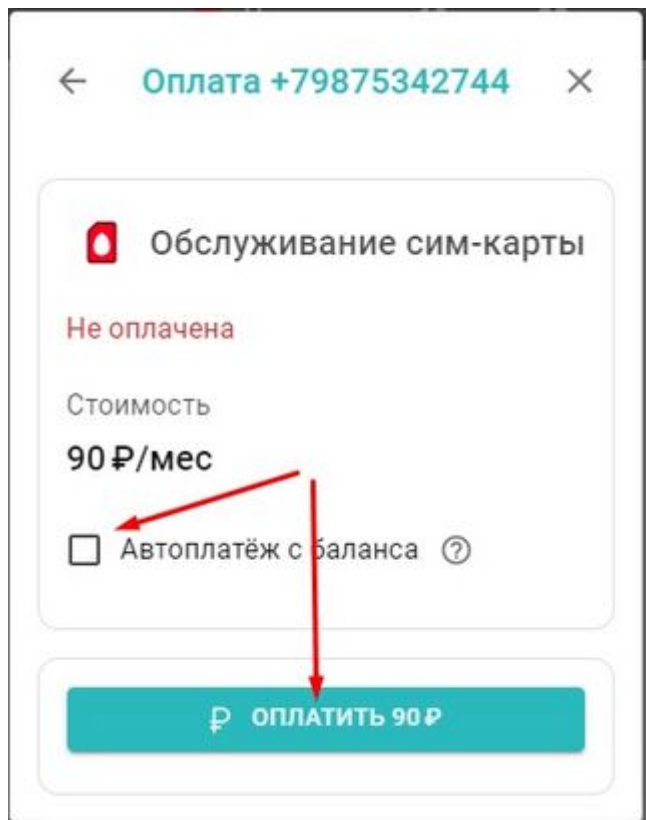 Оплата +79875342744
Обслуживание сим-карты
Не оплачена
Стоимость
90 ₽/мес
Автоплатёж с баланса
₽ ОПЛАТИТЬ 90 ₽